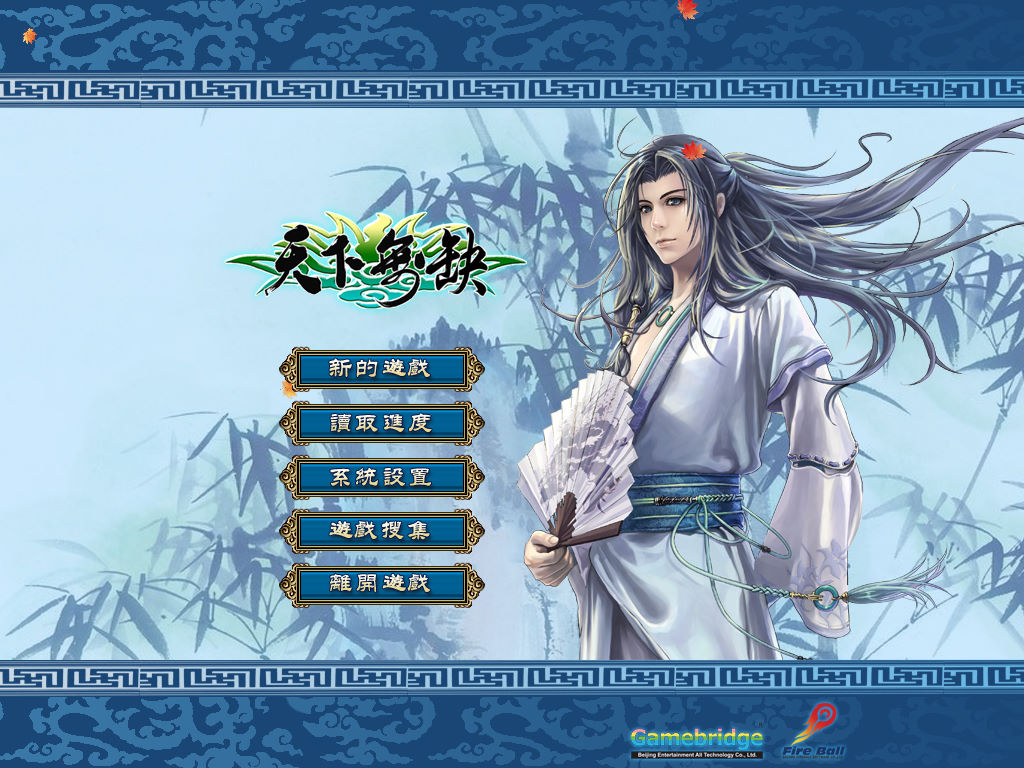 天下無缺
新的遊戲
讀取進度
系統設置
遊戲搜集
離開遊戲
Gamebridge
Beijing Entertainment All Technology Co., Ltd.
Fire Ball